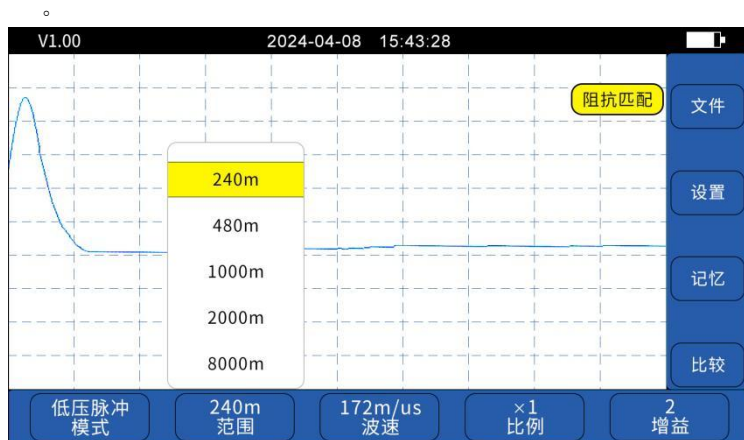 。
V1.00 2024-04-08 15:43:28
阻抗匹配
文件
240m
设置
480m
1000m
记忆
2000m
8000m
比较
低压脉冲 240m 172m/us ×1 2
模式 范围 波速 比例 增益